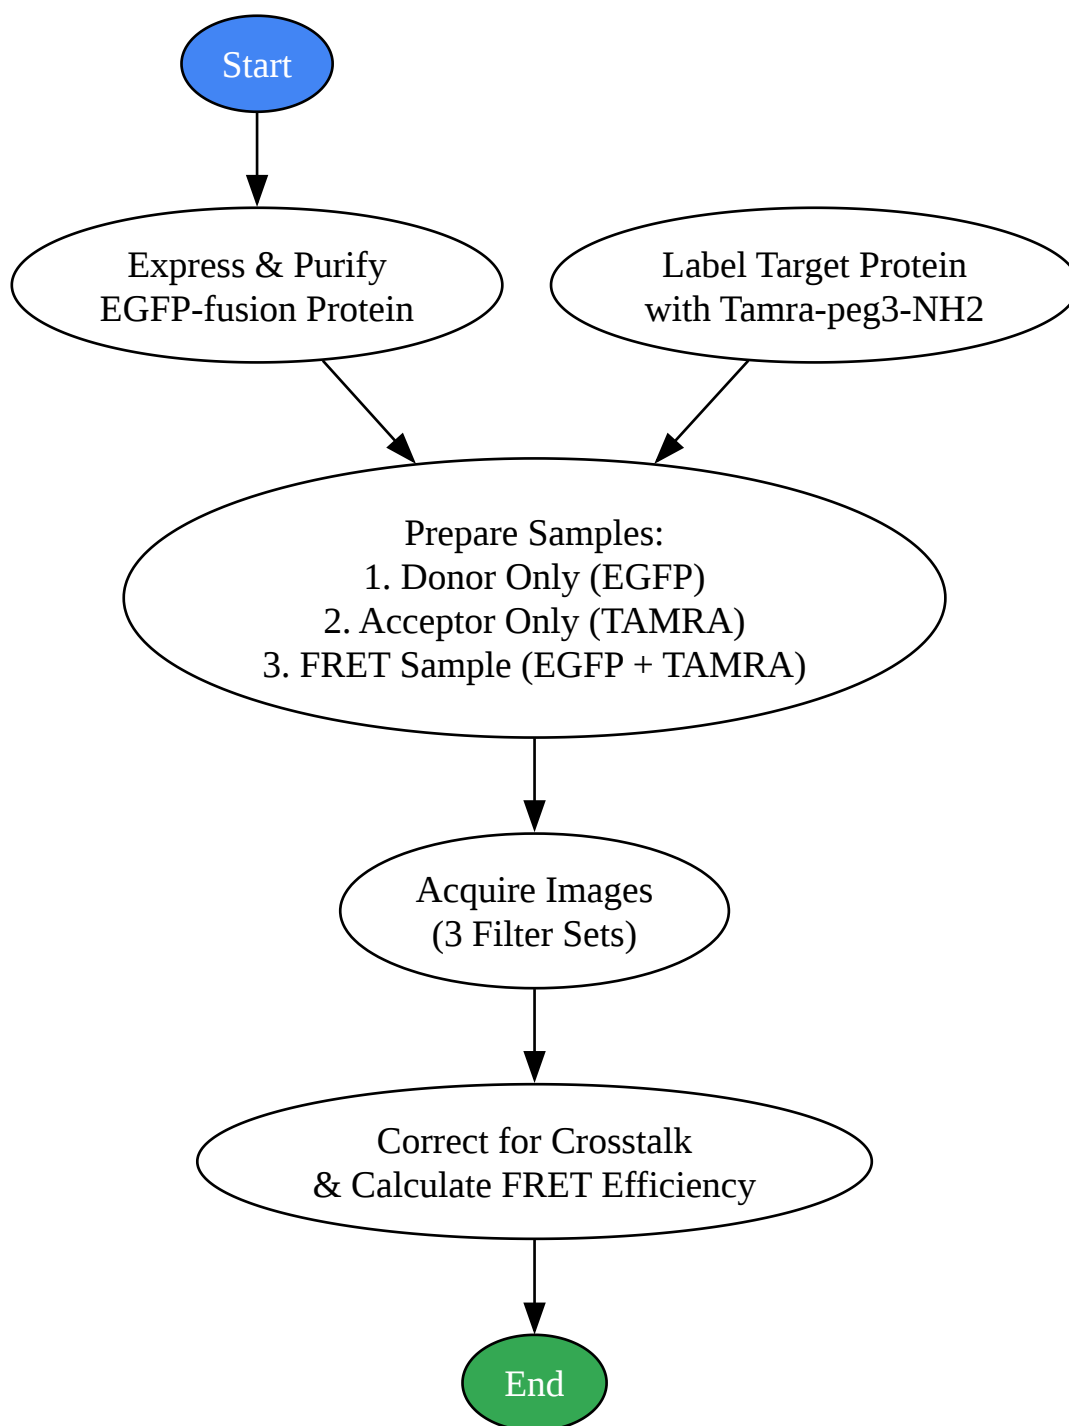 Start
Express & Purify
EGFP-fusion Protein
Label Target Protein
with Tamra-peg3-NH2
Prepare Samples:
1. Donor Only (EGFP)
2. Acceptor Only (TAMRA)
3. FRET Sample (EGFP + TAMRA)
Acquire Images
(3 Filter Sets)
Correct for Crosstalk
& Calculate FRET Efficiency
End